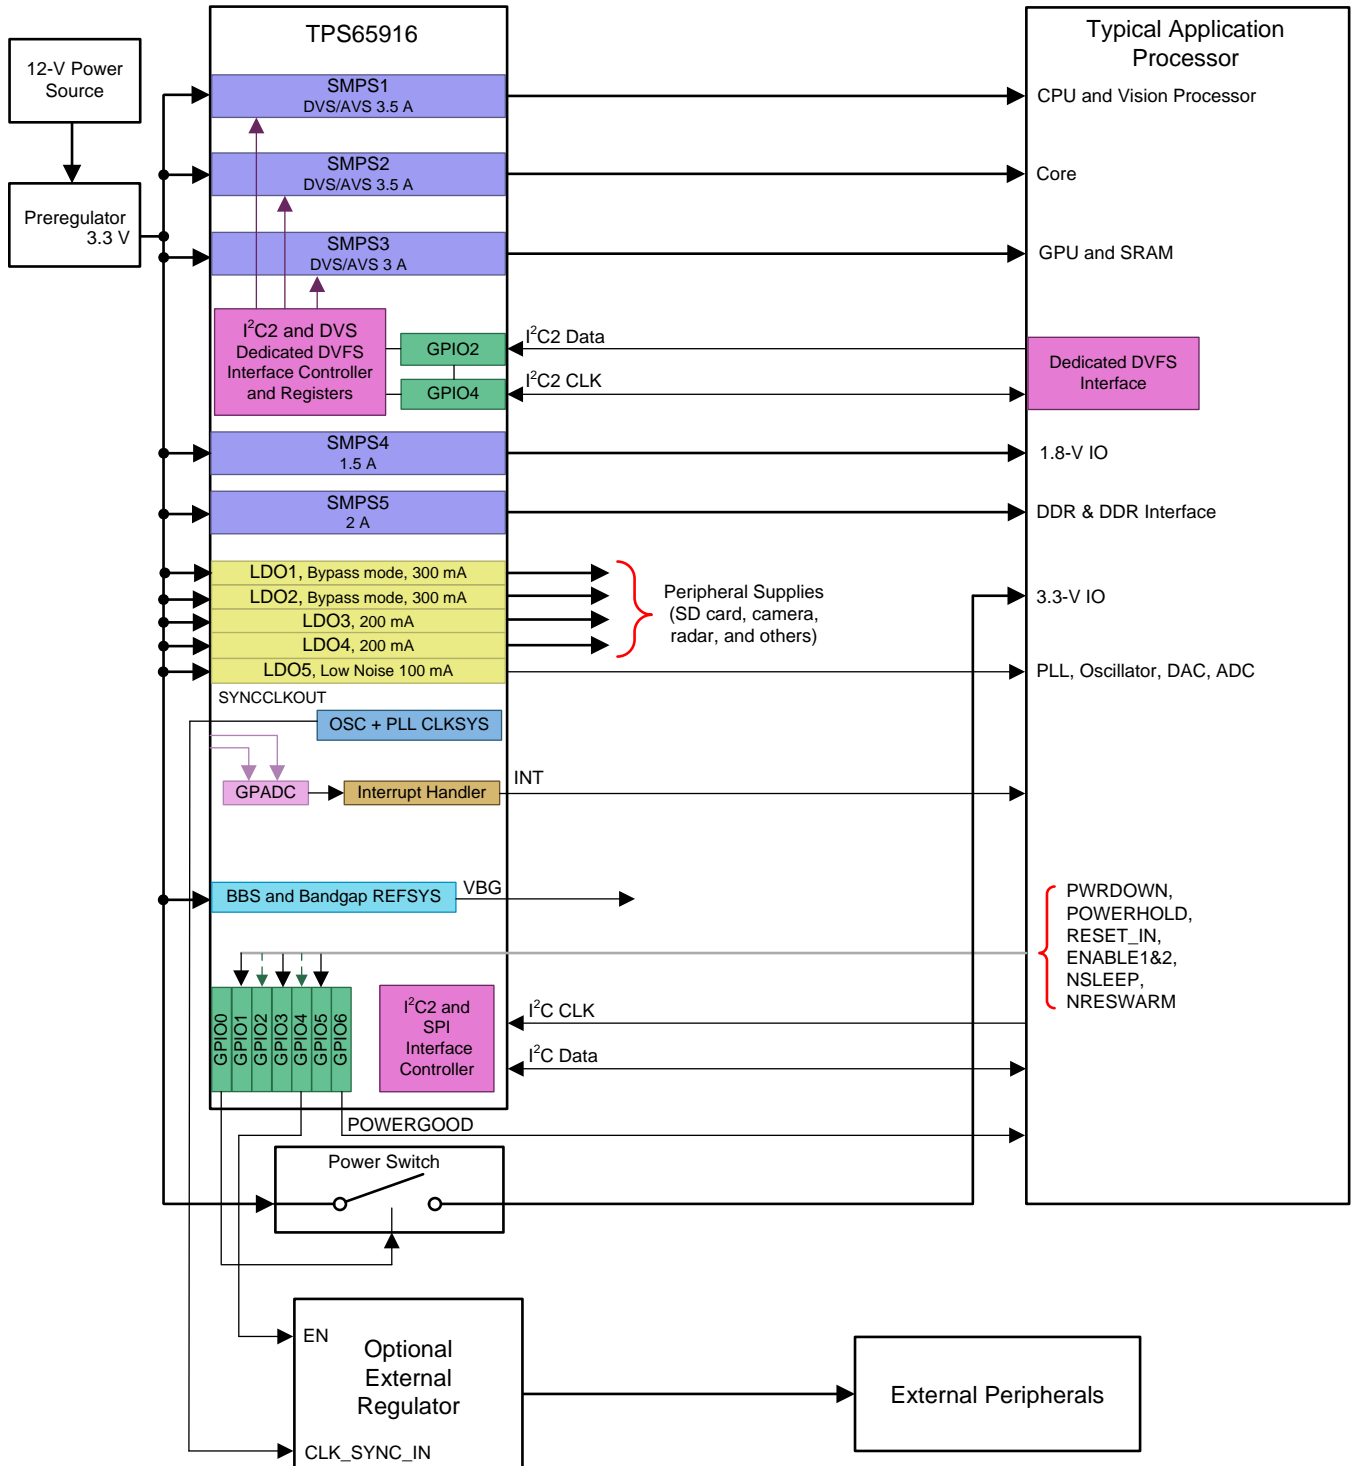 TPS65916
Typical Application
Processor
12-V Power
Source
Preregulator
3.3 V
SMPS1
DVS/AVS 3.5 A
CPU and Vision Processor
SMPS2
DVS/AVS 3.5 A
Core
SMPS3
DVS/AVS 3 A
GPU and SRAM
I²C2 and DVS
Dedicated DVFS
Interface Controller
and Registers
GPIO2
GPIO4
I²C2 Data
I²C2 CLK
Dedicated DVFS
Interface
SMPS4
1.5 A
1.8-V IO
SMPS5
2 A
DDR & DDR Interface
LDO1, Bypass mode, 300 mA
LDO2, Bypass mode, 300 mA
LDO3, 200 mA
LDO4, 200 mA
LDO5, Low Noise 100 mA
Peripheral Supplies
(SD card, camera,
radar, and others)
3.3-V IO
PLL, Oscillator, DAC, ADC
SYNCCLKOUT
OSC + PLL CLKSYS
GPADC
Interrupt Handler
INT
BBS and Bandgap REFSYS
VBG
PWRDOWN,
POWERHOLD,
RESET_IN,
ENABLE1&2,
NSLEEP,
NRESWARM
GPIO0
GPIO1
GPIO2
GPIO3
GPIO4
GPIO5
GPIO6
I²C2 and
SPI
Interface
Controller
I²C CLK
I²C Data
POWERGOOD
Power Switch
EN
Optional
External
Regulator
CLK_SYNC_IN
External Peripherals